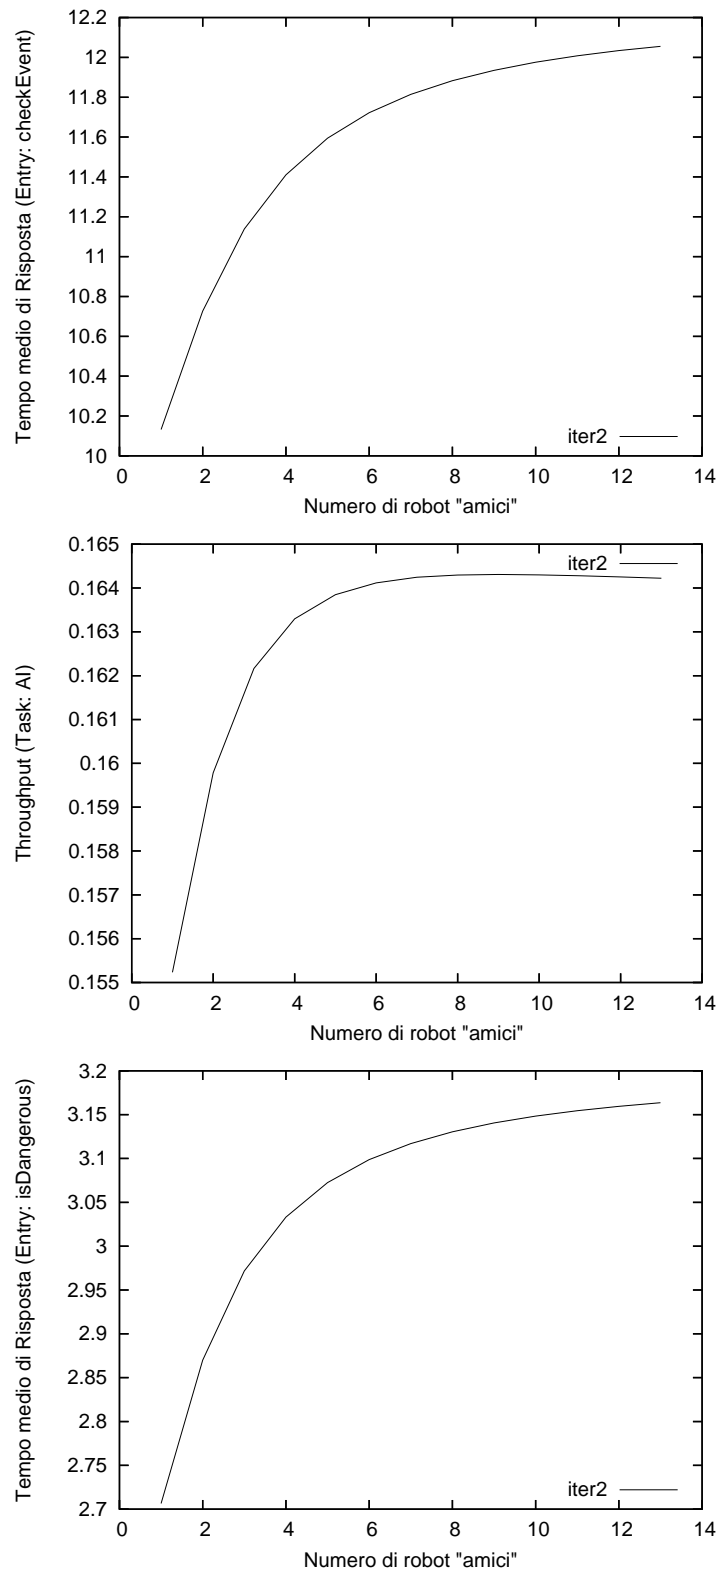 12.2
12
11.8
11.6
11.4
11.2
11
10.8
10.6
10.4
10.2
10
0 2 4 6 8 10 12 14
Tempo medio di Risposta (Entry: checkEvent)
Numero di robot "amici"
iter2
0.165
0.164
0.163
0.162
0.161
0.16
0.159
0.158
0.157
0.156
0.155
0 2 4 6 8 10 12 14
Throughput (Task: AI)
Numero di robot "amici"
iter2
3.2
3.15
3.1
3.05
3
2.95
2.9
2.85
2.8
2.75
2.7
0 2 4 6 8 10 12 14
Tempo medio di Risposta (Entry: isDangerous)
Numero di robot "amici"
iter2